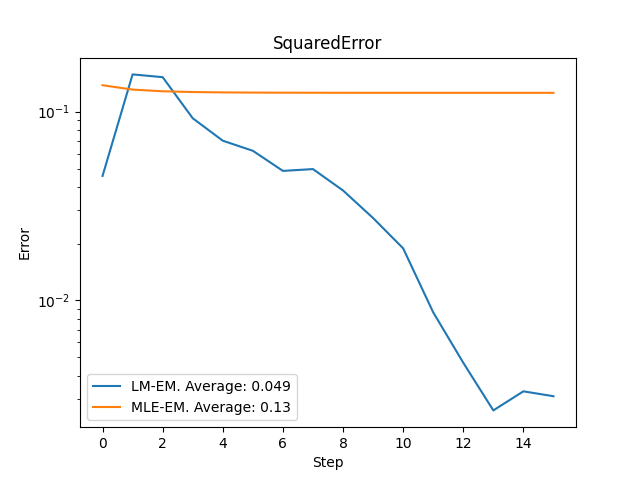 SquaredError
Error
10⁻¹
10⁻²
LM-EM. Average: 0.049
MLE-EM. Average: 0.13
0 2 4 6 8 10 12 14
Step